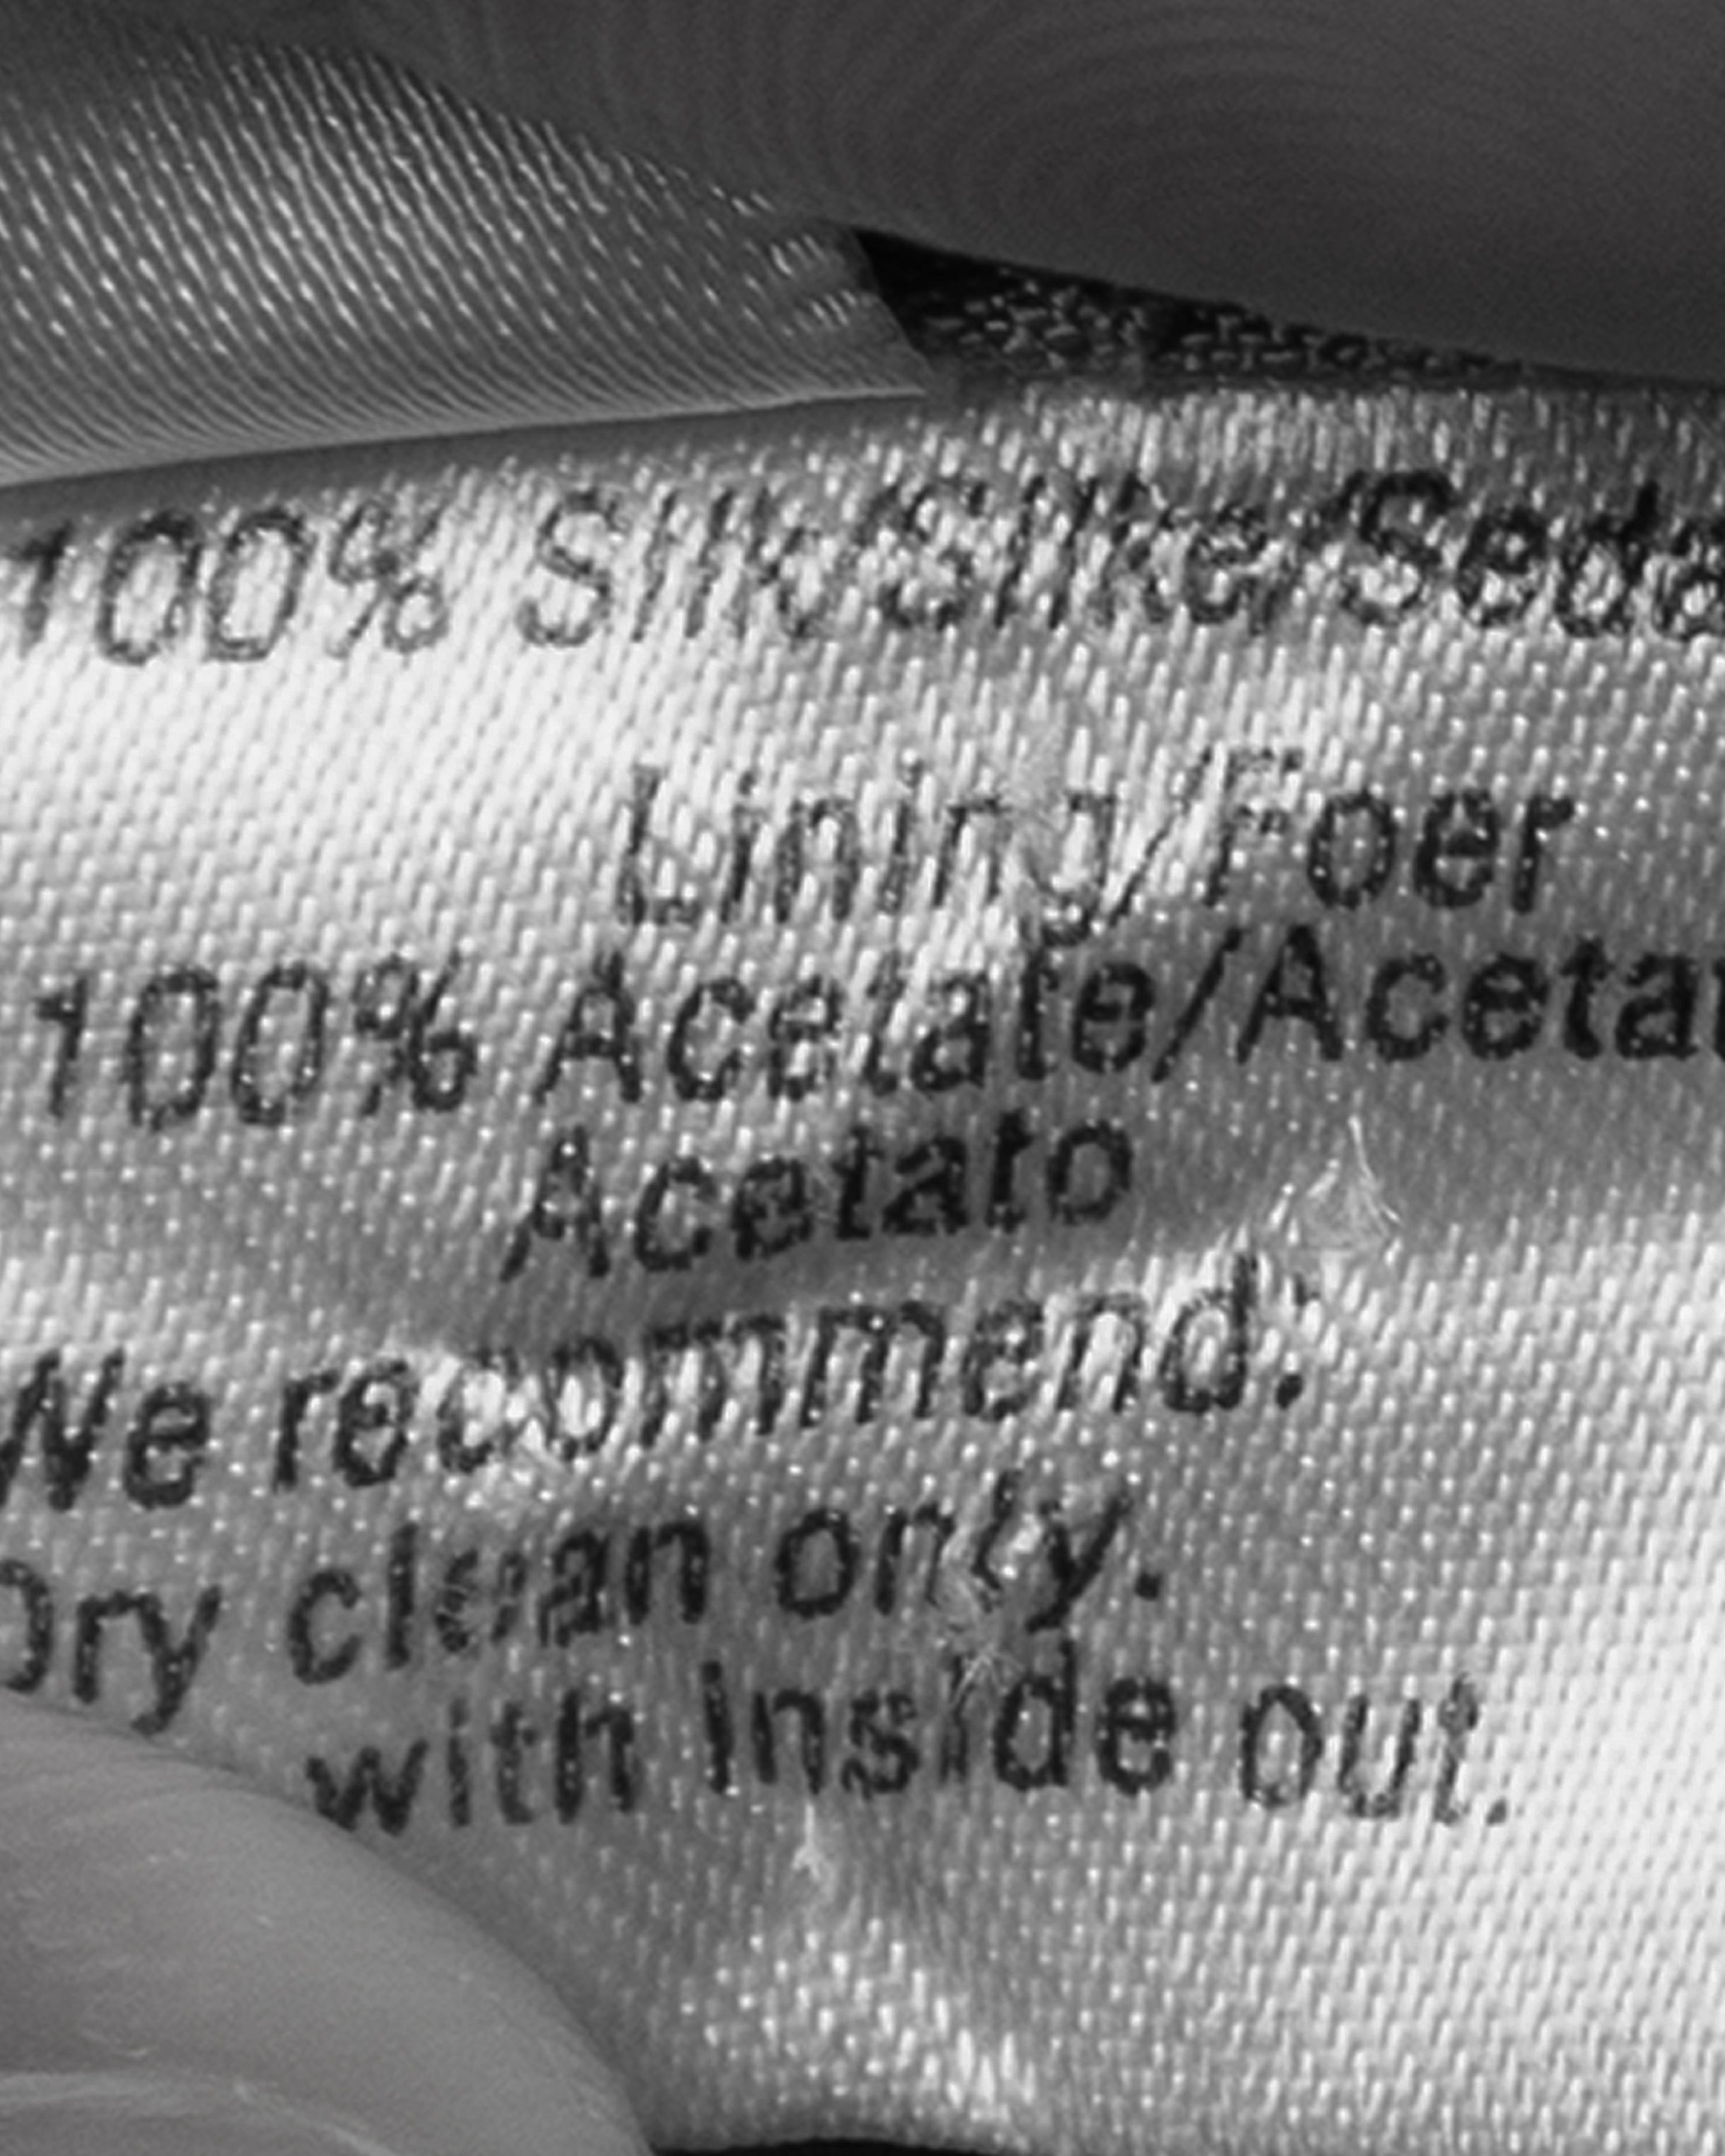 100% Silk/Silke/Seda
Lining/Foer
100% Acetate/Acetat
Acetato
We recommend:
Dry clean only.
with inside out.